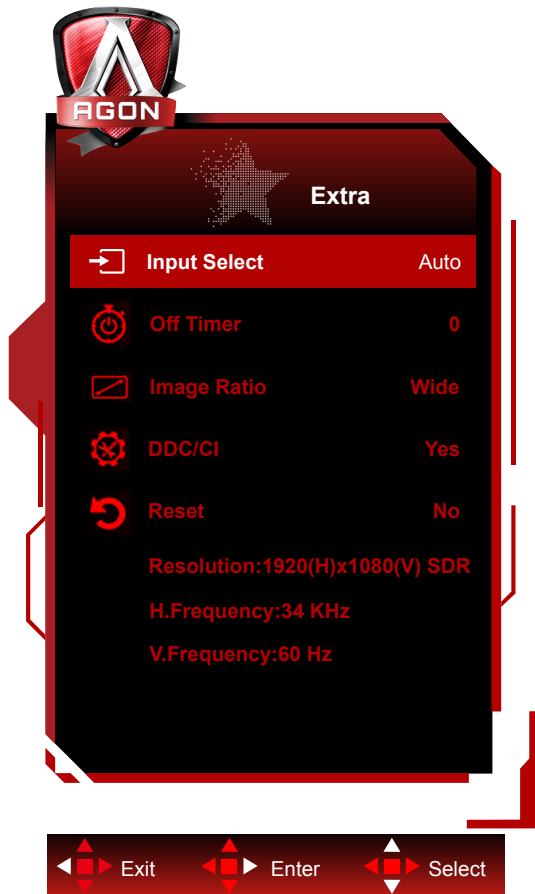 AGON
Extra
Input Select Auto
Off Timer 0
Image Ratio Wide
DDC/CI Yes
Reset No
Resolution:1920(H)x1080(V) SDR
H.Frequency:34 KHz
V.Frequency:60 Hz
Exit Enter Select